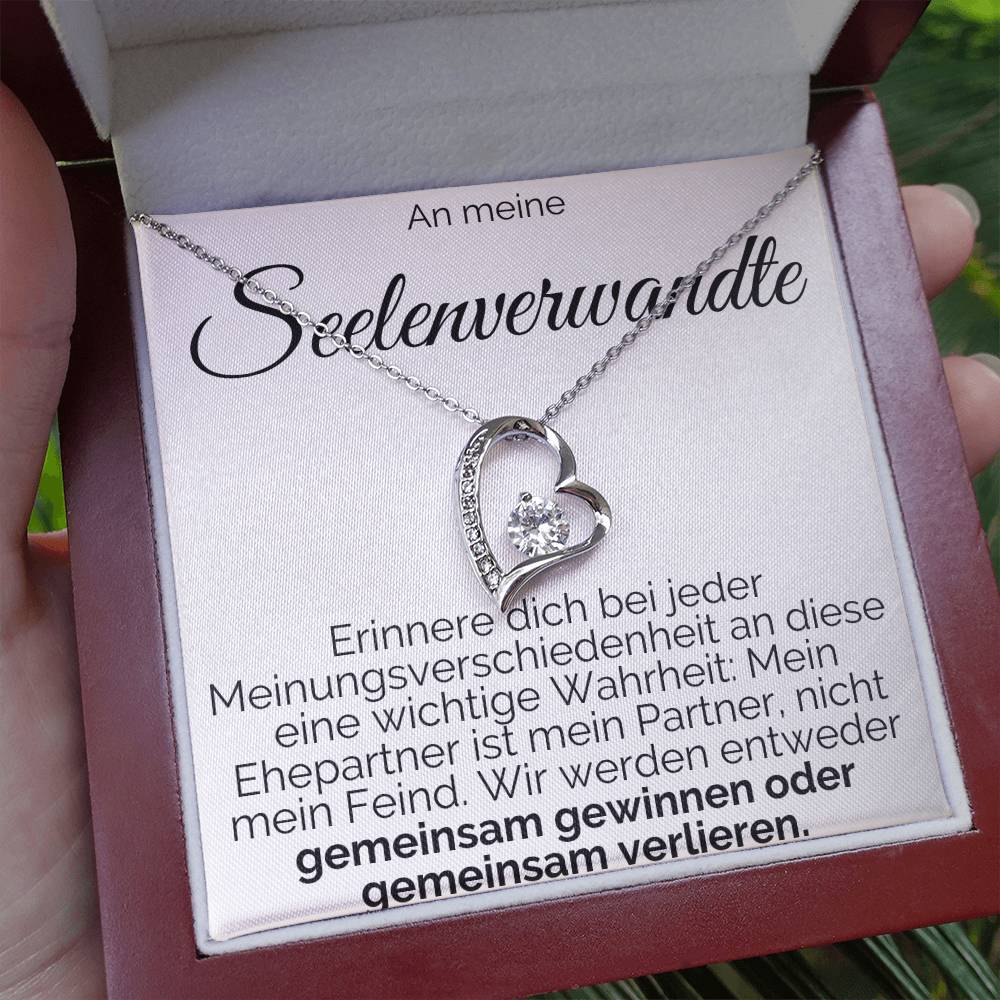 An meine
Seelenverwandte
Erinnere dich bei jeder
Meinungsverschiedenheit an diese
eine wichtige Wahrheit: Mein
Ehepartner ist mein Partner, nicht
mein Feind. Wir werden entweder
gemeinsam gewinnen oder
gemeinsam verlieren.